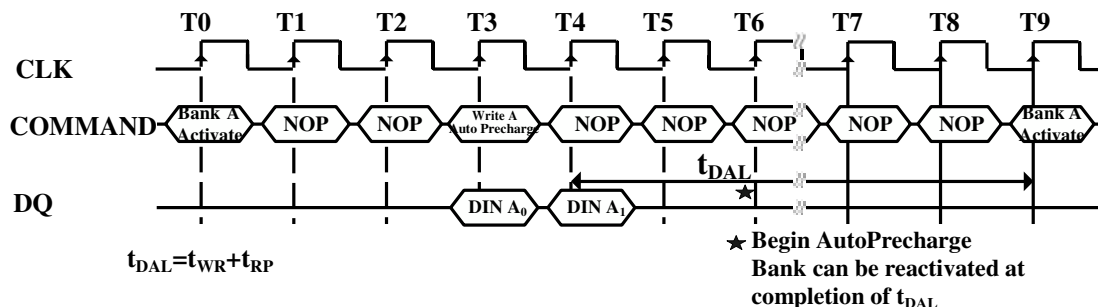 T0 T1 T2 T3 T4 T5 T6 T7 T8 T9
CLK
COMMAND Bank A Activate NOP NOP Write A Auto Precharge NOP NOP NOP NOP NOP Bank A Activate
tDAL
DQ DIN A0 DIN A1
tDAL=tWR+tRP
★ Begin AutoPrecharge
Bank can be reactivated at
completion of tDAL